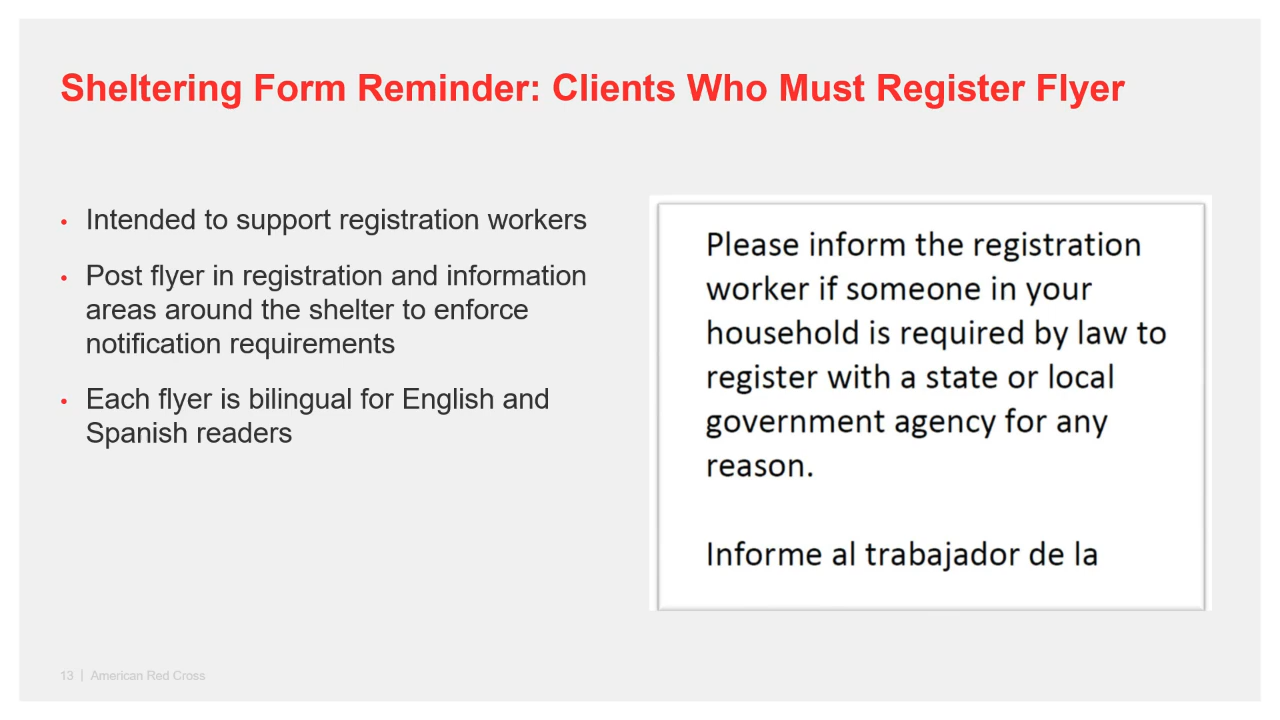 Sheltering Form Reminder: Clients Who Must Register Flyer
• Intended to support registration workers
• Post flyer in registration and information
areas around the shelter to enforce
notification requirements
• Each flyer is bilingual for English and
Spanish readers
Please inform the registration
worker if someone in your
household is required by law to
register with a state or local
government agency for any
reason.
Informe al trabajador de la
13 | American Red Cross